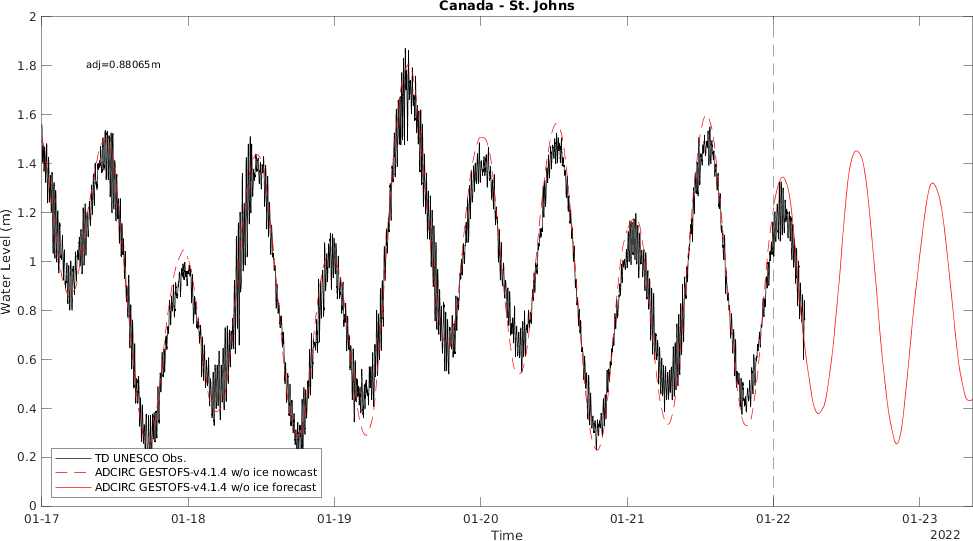 Canada - St. Johns
2
1.8
adj=0.88065m
1.6
1.4
1.2
1
0.8
0.6
0.4
0.2
0
Water Level (m)
TD UNESCO Obs.
ADCIRC GESTOFS-v4.1.4 w/o ice nowcast
ADCIRC GESTOFS-v4.1.4 w/o ice forecast
01-17 01-18 01-19 01-20 01-21 01-22 01-23
Time
2022